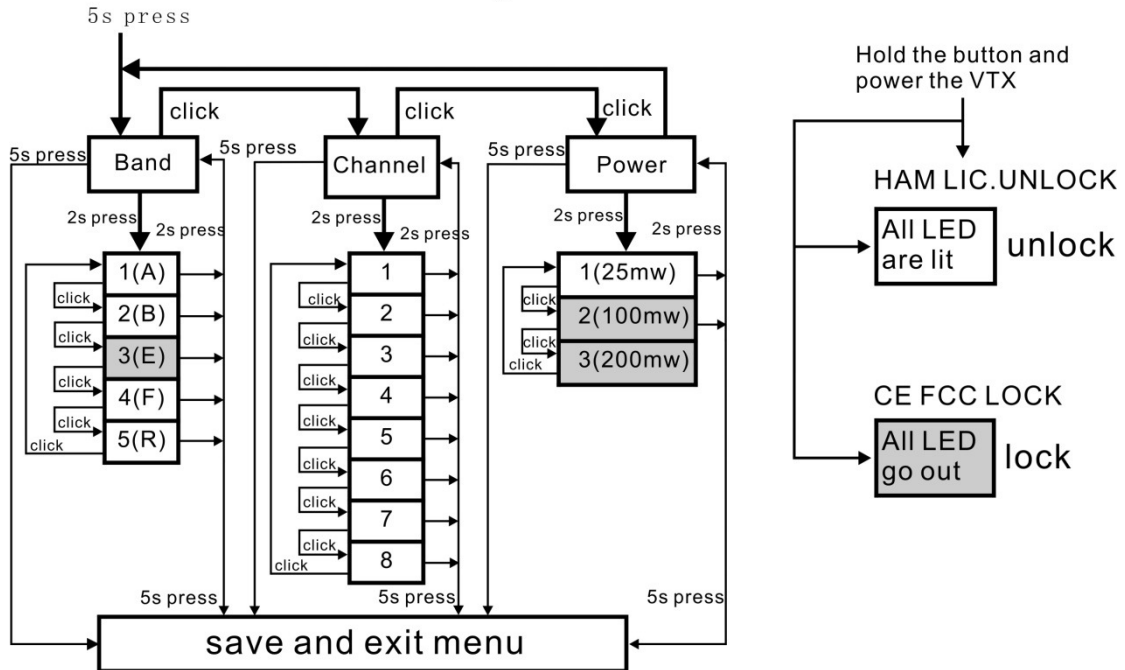 5s press
click
click
click
5s press
Band
5s press
Channel
5s press
Power
2s press
2s press
2s press
2s press
2s press
2s press
1(A)
click
2(B)
click
3(E)
click
4(F)
click
5(R)
click
1
click
2
click
3
click
4
click
5
click
6
click
7
click
8
click
1(25mw)
click
2(100mw)
click
3(200mw)
click
5s press
5s press
5s press
save and exit menu
Hold the button and
power the VTX
HAM LIC.UNLOCK
All LED
are lit
unlock
CE FCC LOCK
All LED
go out
lock